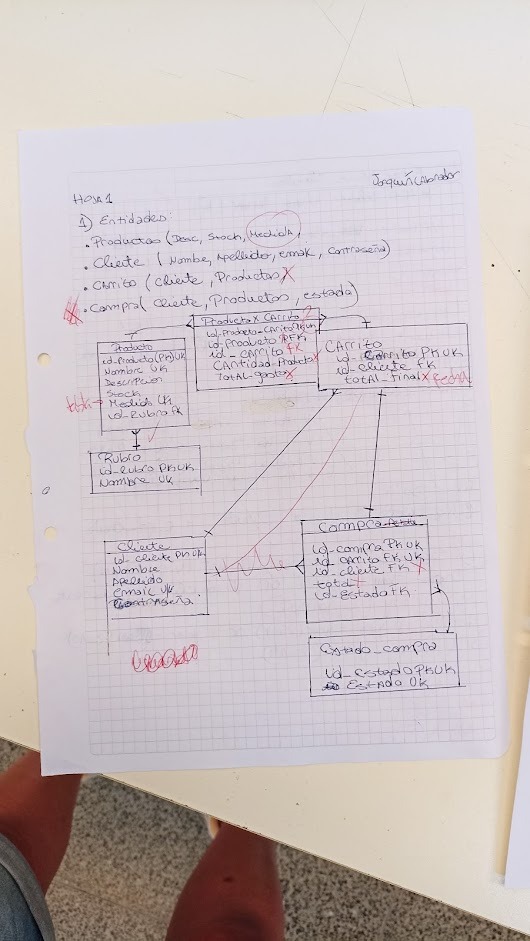 Joaquín Labrador
HOJA 1
1) Entidades:
• Productos (Desc, Stock, Medida,
• Cliente (Nombre, Apellido, email, contraseña)
• Carrito (Cliente, Productos X
• Compra (Cliente, Productos, estado)
Producto X Carrito
id-Producto-Carrito PK UK
id-producto FK
id-carrito FK
Cantidad-Producto X
Total-gasto X
Producto
id-Producto (PK) UK
Nombre UK
Descripcion
Stock
Medida UK
id-Rubro FK
Carrito
id-Carrito PK UK
id-cliente FK
total-final X fecha
Rubro
id-Rubro PK UK
Nombre UK
Cliente
id-cliente PK UK
Nombre
Apellido
Email UK
Contraseña
Compra
id-compra PK UK
id-carrito FK UK
id-cliente FK X
total X
id-Estado FK
Estado_compra
id-estado PK UK
Estado UK